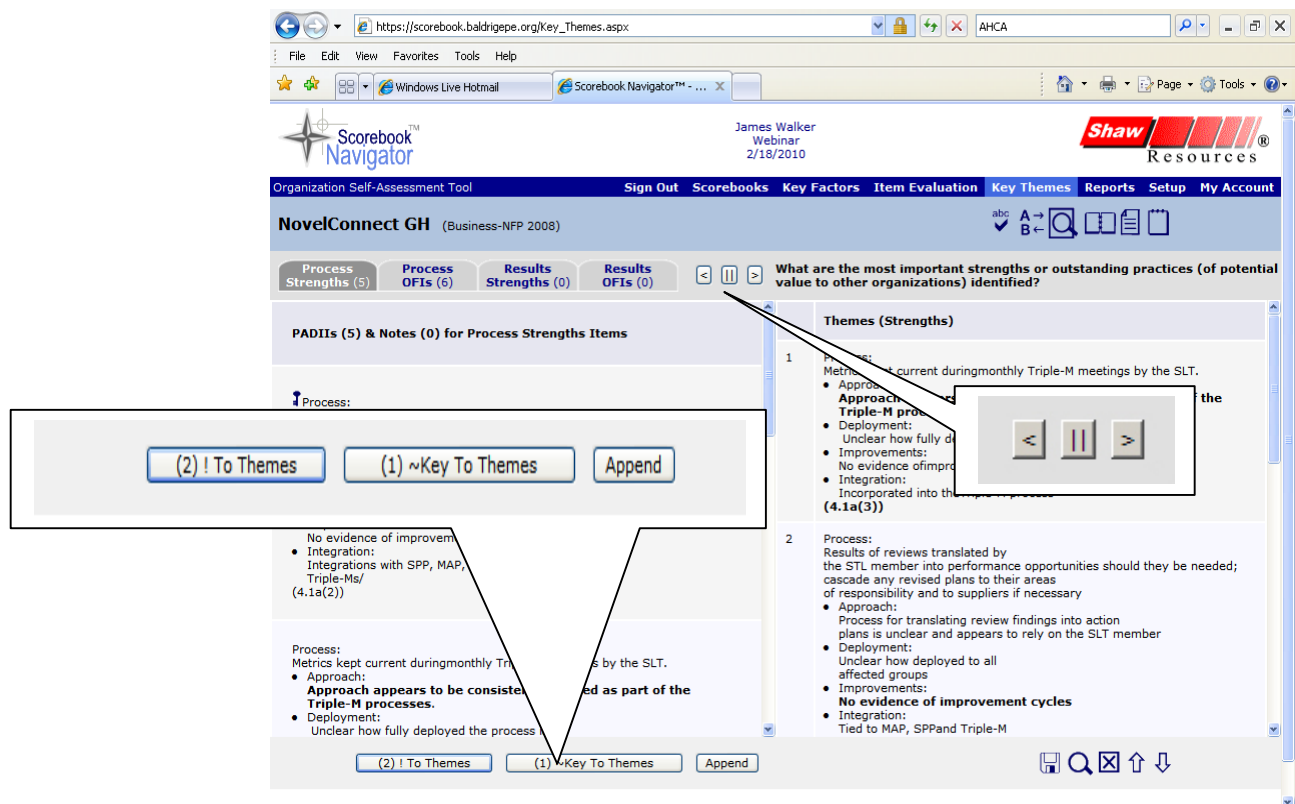 https://scorebook.baldrigepe.org/Key_Themes.aspx
AHCA
File Edit View Favorites Tools Help
Windows Live Hotmail
Scorebook Navigator™ - ... X
Page Tools
Scorebook™
Navigator
James Walker
Webinar
2/18/2010
Shaw
Resources ®
Organization Self-Assessment Tool
Sign Out Scorebooks Key Factors Item Evaluation Key Themes Reports Setup My Account
NovelConnect GH (Business-NFP 2008)
abc A B
Process Strengths (5)
Process OFIs (6)
Results Strengths (0)
Results OFIs (0)
< || >
What are the most important strengths or outstanding practices (of potential
value to other organizations) identified?
PADIIs (5) & Notes (0) for Process Strengths Items
Process:
(2) ! To Themes (1) ~Key To Themes Append
No evidence of
• Integration:
Integrations with SPP, MAP,
Triple-Ms/
(4.1a(2))
Process:
Metrics kept current duringmonthly by the SLT.
• Approach:
Approach appears to be as part of the
Triple-M processes.
• Deployment:
Unclear how fully deployed the process
Themes (Strengths)
1 Process:
Metrics kept current duringmonthly Triple-M meetings by the SLT.
•
Approach the
Triple-M
• Deployment:
Unclear how fully
• Improvements:
No evidence
• Integration:
Incorporated into process
(4.1a(3))
< || >
2 Process:
Results of reviews translated by
the STL member into performance opportunities should they be needed;
cascade any revised plans to their areas
of responsibility and to suppliers if necessary
• Approach:
Process for translating review findings into action
plans is unclear and appears to rely on the SLT member
• Deployment:
Unclear how deployed to all
affected groups
• Improvements:
No evidence of improvement cycles
• Integration:
Tied to MAP, SPPand Triple-M
(2) ! To Themes (1) ~Key To Themes Append